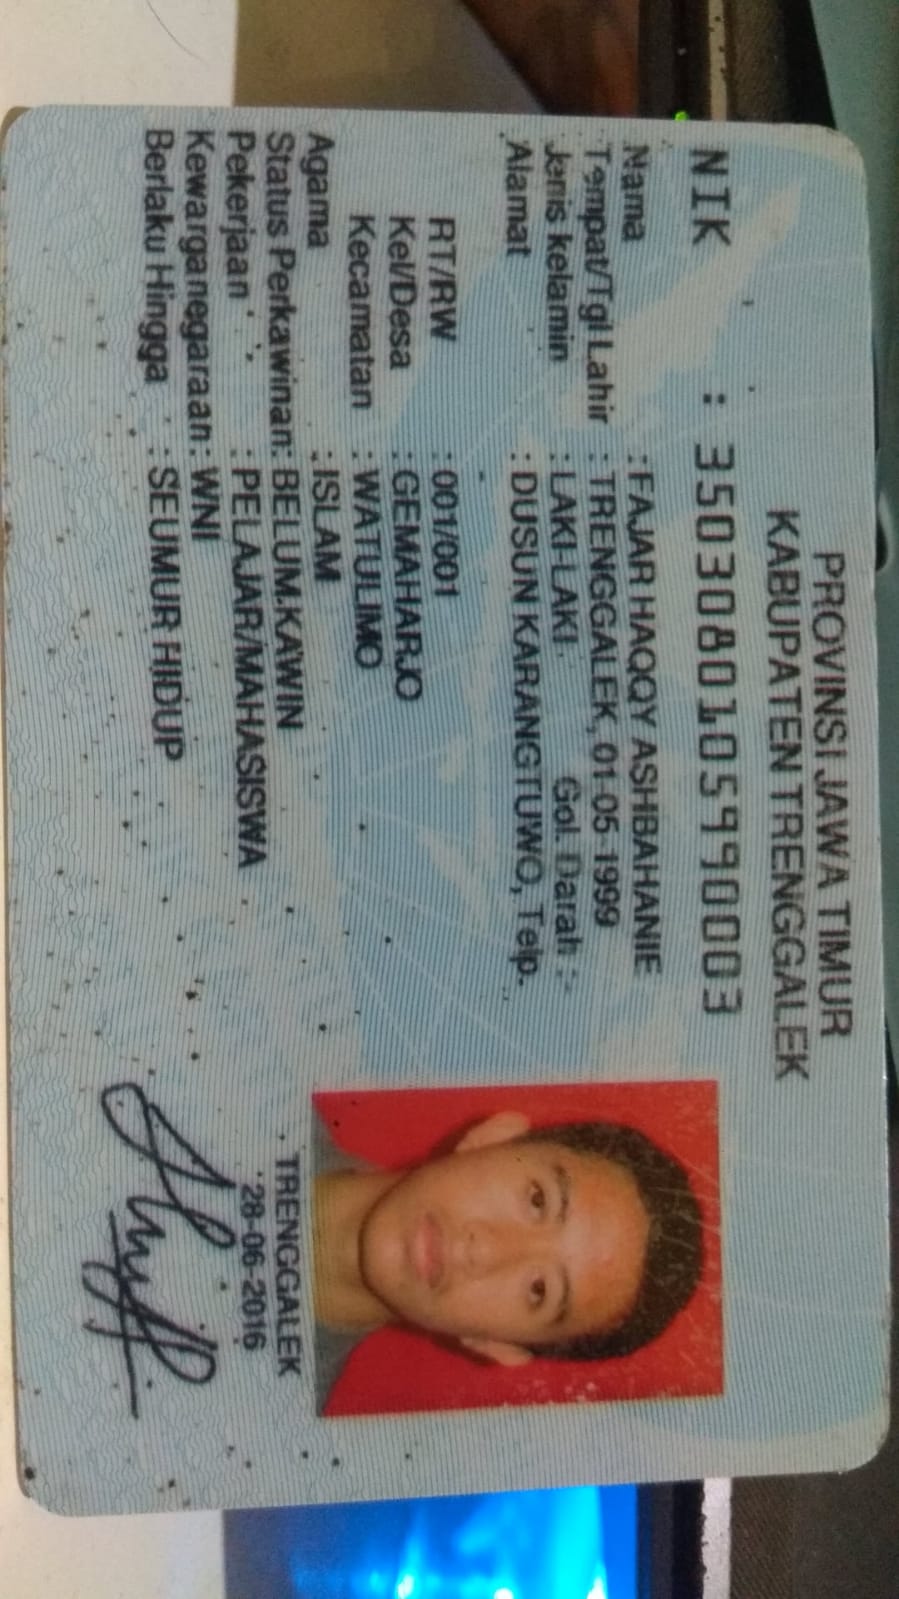 PROVINSI JAWA TIMUR
KABUPATEN TRENGGALEK
NIK : 3503080105990003
Nama : FAJAR HAQQY ASHBAHANIE
Tempat/Tgl Lahir : TRENGGALEK, 01-05-1999
Jenis kelamin : LAKI-LAKI Gol. Darah : -
Alamat : DUSUN KARANGTUWO, Telp.
: -
RT/RW : 001/001
Kel/Desa : GEMAHARJO
Kecamatan : WATULIMO
Agama : ISLAM
Status Perkawinan: BELUM KAWIN
Pekerjaan : PELAJAR/MAHASISWA
Kewarganegaraan: WNI
Berlaku Hingga : SEUMUR HIDUP
TRENGGALEK
28-06-2016